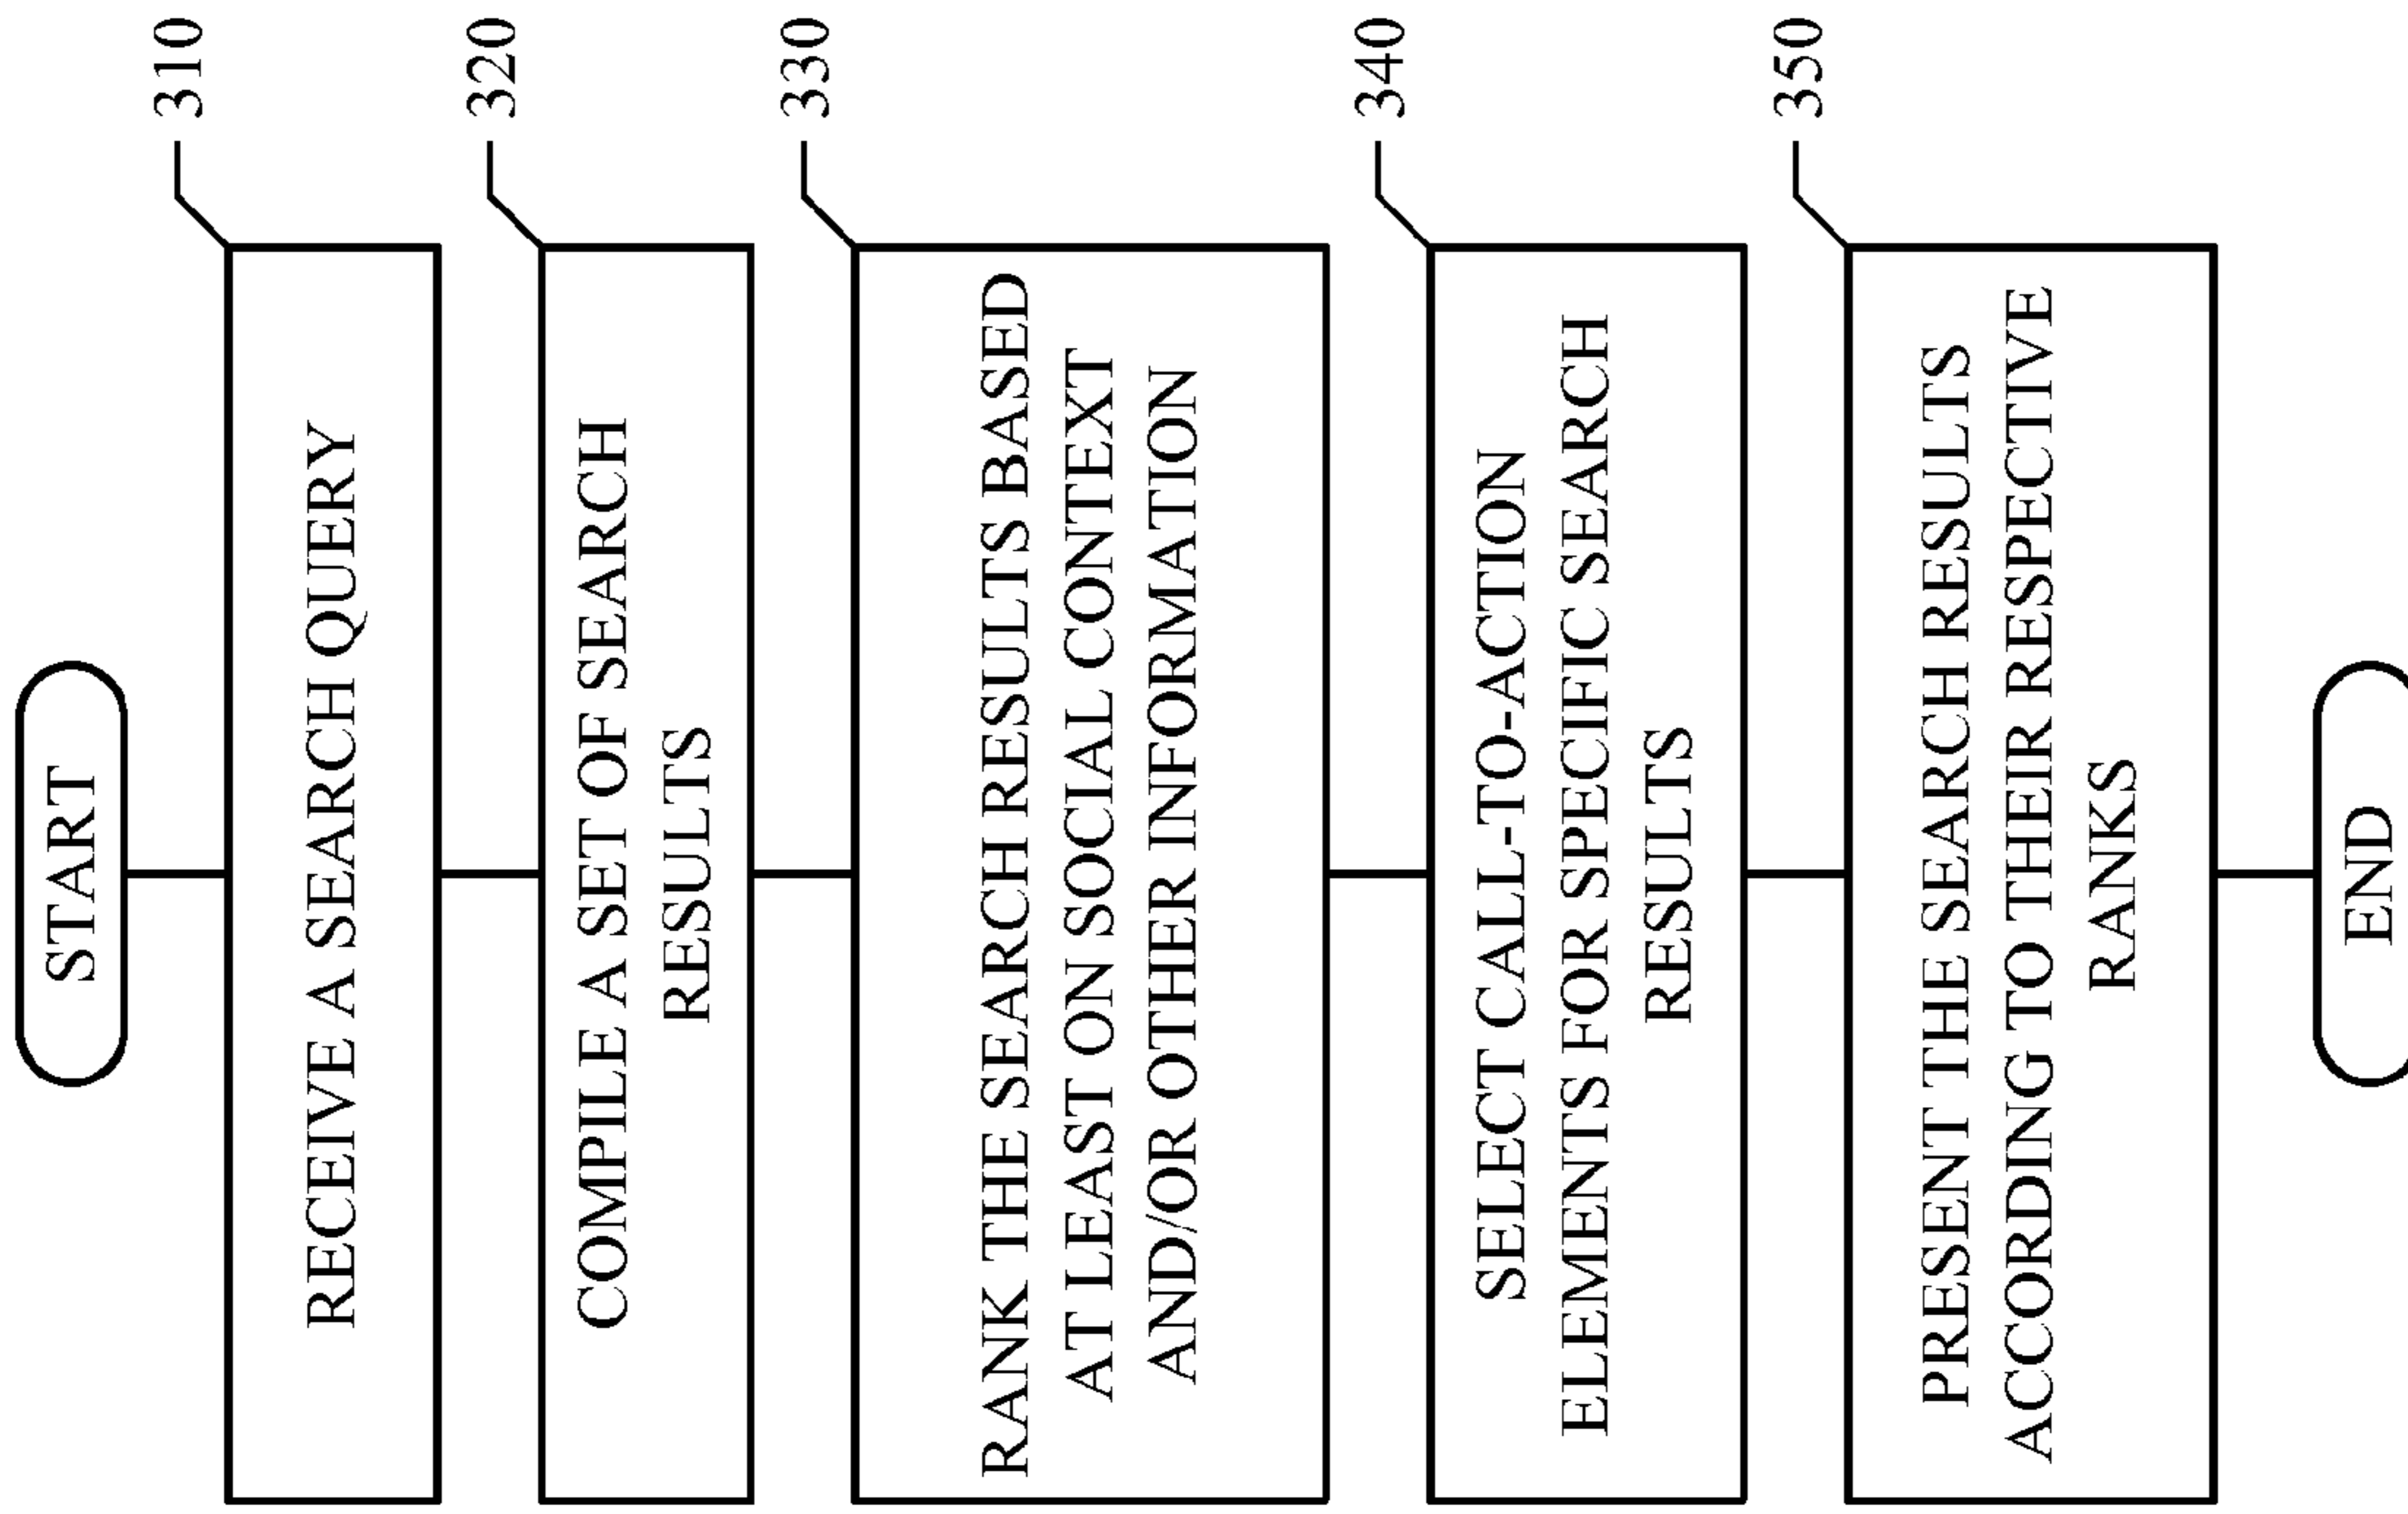 START
310
RECEIVE A SEARCH QUERY
320
COMPILE A SET OF SEARCH
RESULTS
330
RANK THE SEARCH RESULTS BASED
AT LEAST ON SOCIAL CONTEXT
AND/OR OTHER INFORMATION
340
SELECT CALL-TO-ACTION
ELEMENTS FOR SPECIFIC SEARCH
RESULTS
350
PRESENT THE SEARCH RESULTS
ACCORDING TO THEIR RESPECTIVE
RANKS
END